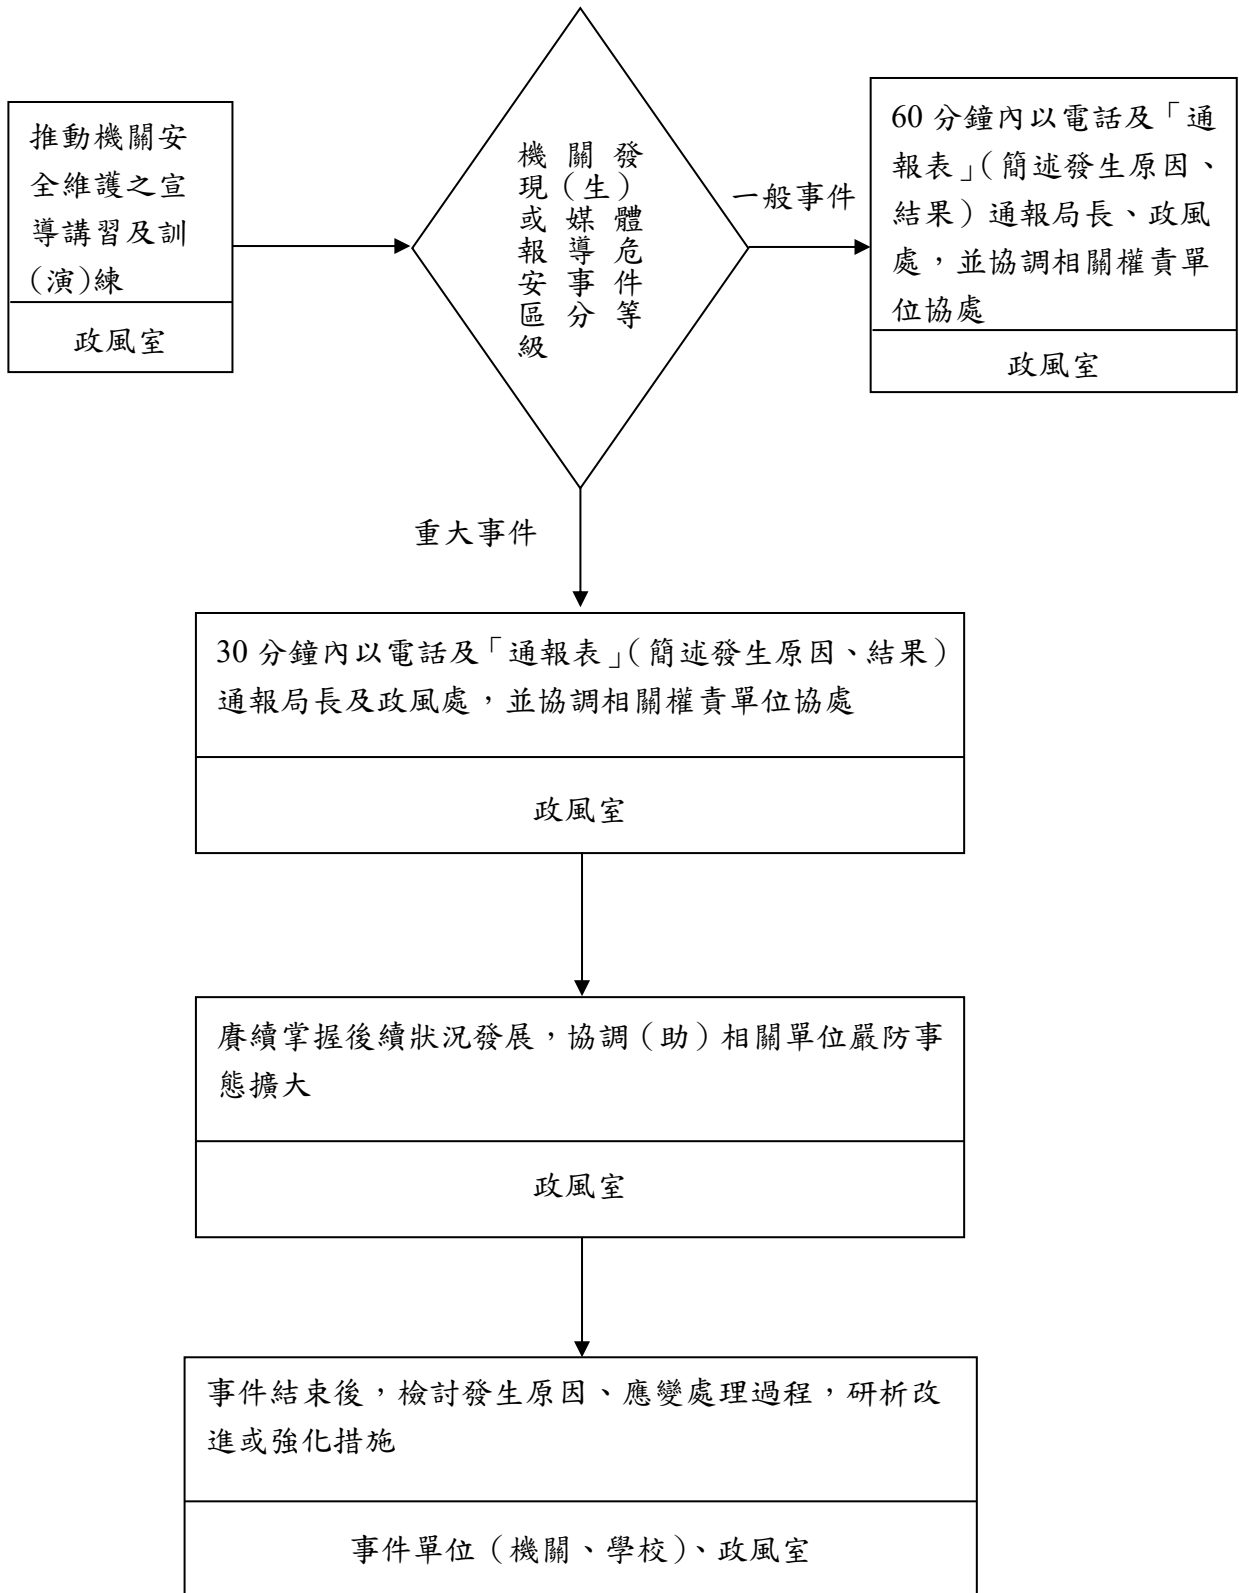 推動機關安
全維護之宣
導講習及訓
(演)練
政風室
機關發
現(生)
或媒體
報導危
安事件
區分等
級
一般事件
60 分鐘內以電話及「通
報表」(簡述發生原因、
結果)通報局長、政風
處，並協調相關權責單
位協處
政風室
重大事件
30 分鐘內以電話及「通報表」(簡述發生原因、結果)
通報局長及政風處，並協調相關權責單位協處
政風室
賡續掌握後續狀況發展，協調（助）相關單位嚴防事
態擴大
政風室
事件結束後，檢討發生原因、應變處理過程，研析改
進或強化措施
事件單位（機關、學校）、政風室